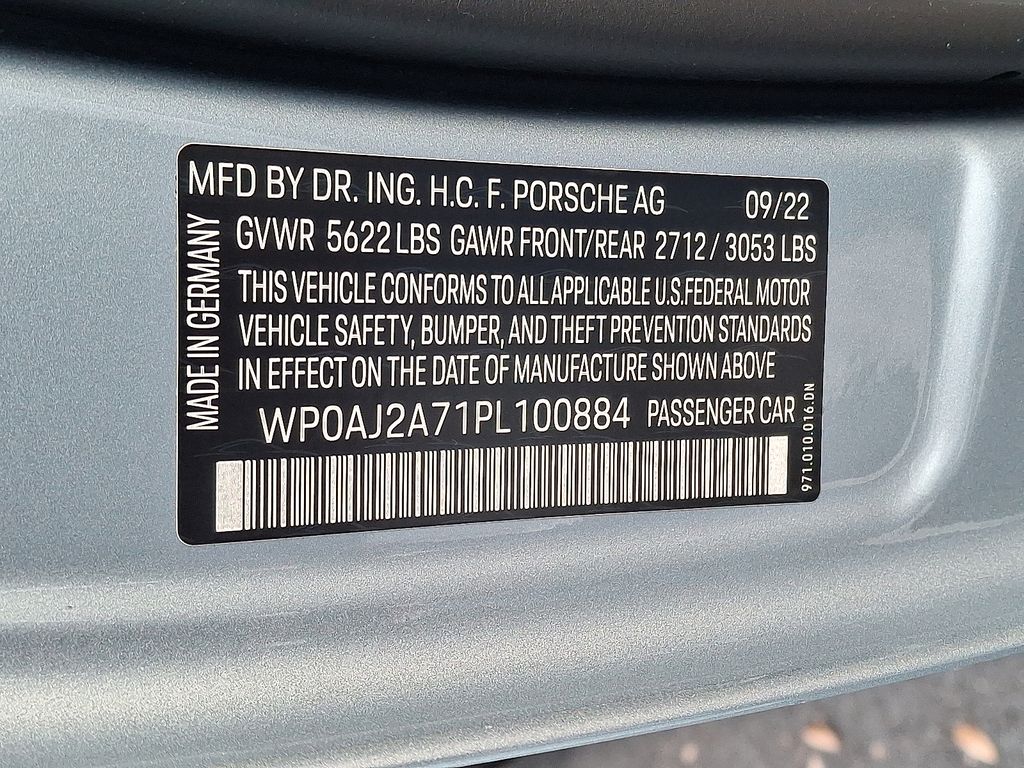 MFD BY DR. ING. H.C. F. PORSCHE AG 09/22
GVWR 5622 LBS GAWR FRONT/REAR 2712 / 3053 LBS
THIS VEHICLE CONFORMS TO ALL APPLICABLE U.S.FEDERAL MOTOR
VEHICLE SAFETY, BUMPER, AND THEFT PREVENTION STANDARDS
IN EFFECT ON THE DATE OF MANUFACTURE SHOWN ABOVE
WP0AJ2A71PL100884 PASSENGER CAR
MADE IN GERMANY
971.010.016.DN